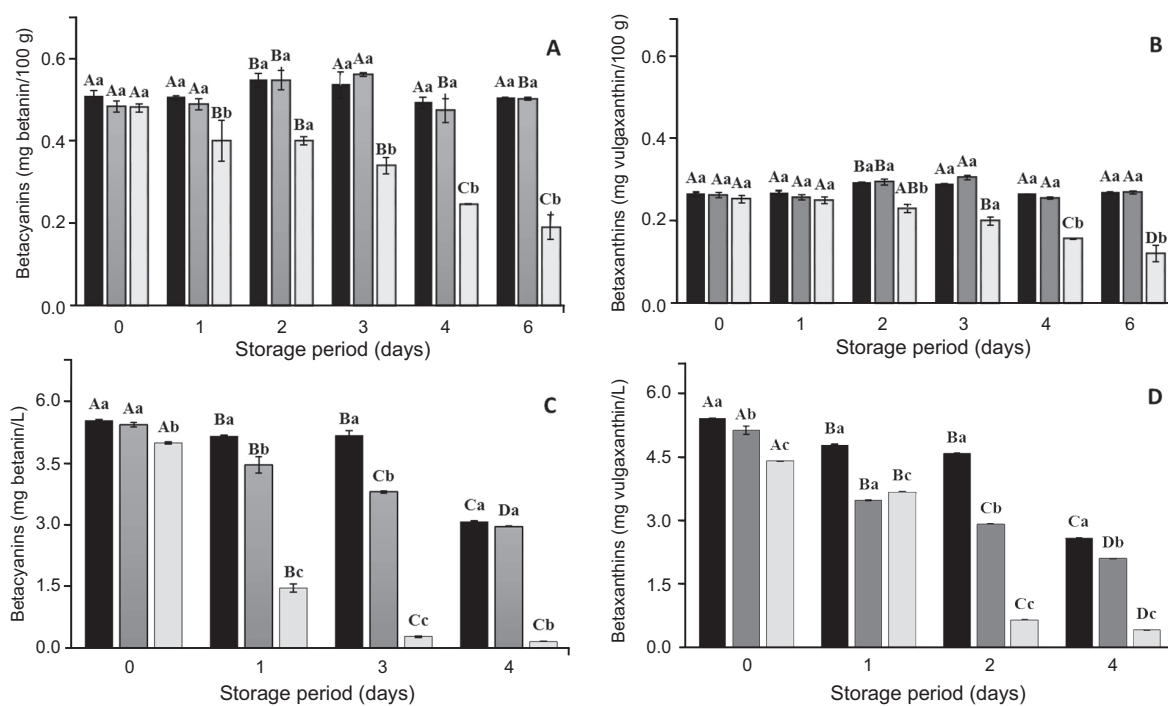 A
Betacyanins (mg betanin/100 g)
0.6
0.4
0.2
0.0
Aa Aa Aa
Aa Aa Bb
Ba Ba Ba
Aa Aa Bb
Aa Ba Cb
Aa Ba Cb
0 1 2 3 4 6
Storage period (days)
B
Betaxanthins (mg vulgaxanthin/100 g)
0.6
0.4
0.2
0.0
Aa Aa Aa
Aa Aa Aa
Ba Ba ABb
Aa Aa Ba
Aa Aa Cb
Aa Aa Db
0 1 2 3 4 6
Storage period (days)
C
Betacyanins (mg betanin/L)
6.0
3.5
3.0
1.5
0.0
Aa Aa Ab
Ba Bb Bc
Ba Cb Cc
Ca Da Cb
0 1 3 4
Storage period (days)
D
Betaxanthins (mg vulgaxanthin/L)
6.0
4.5
3.0
1.5
0.0
Aa Ab Ac
Ba Ba Bc
Ba Cb Cc
Ca Db Dc
0 1 2 4
Storage period (days)